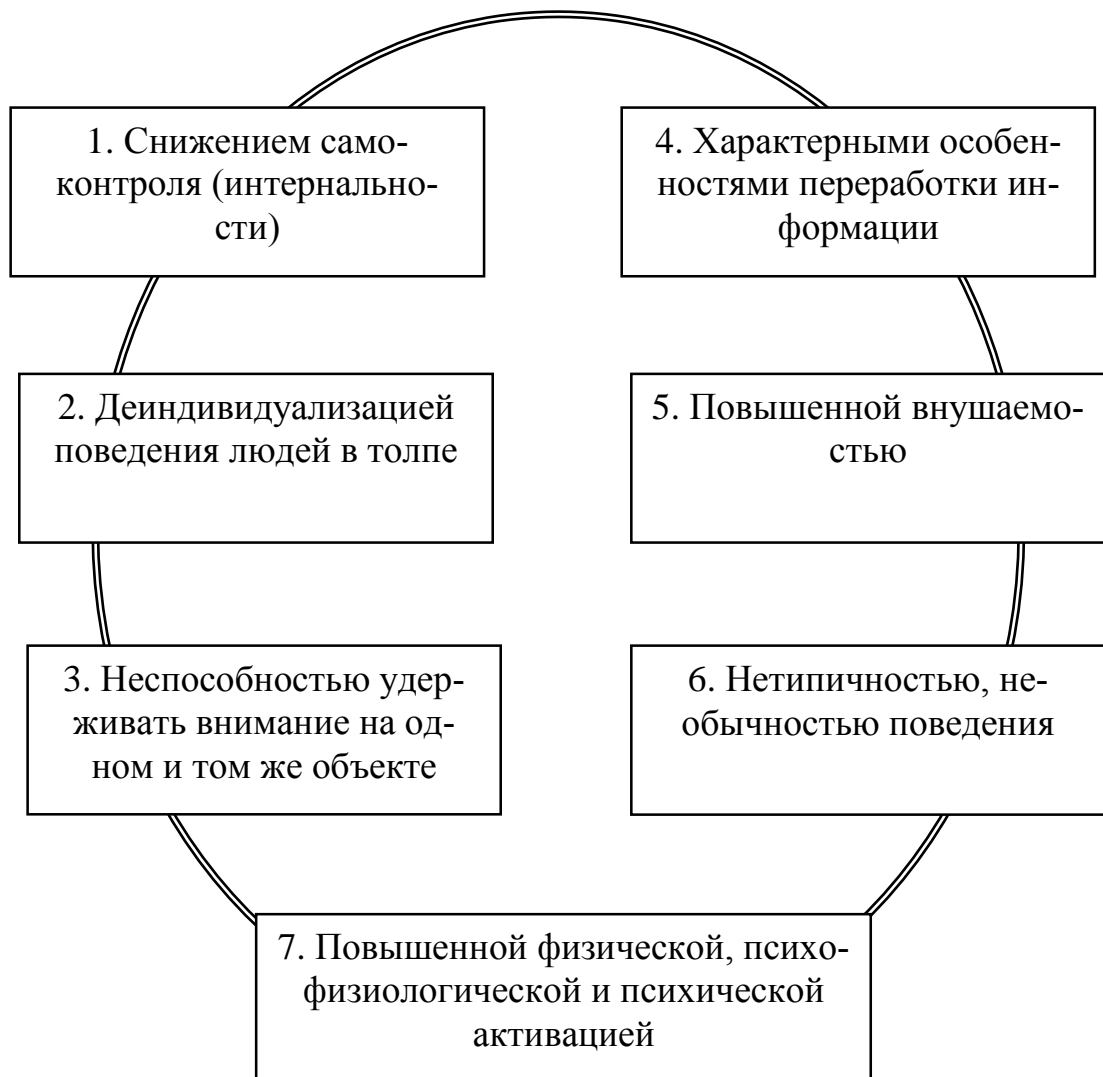 1. Снижением само-
контроля (интернально-
сти)
2. Деиндивидуализацией
поведения людей в толпе
3. Неспособностью удер-
живать внимание на од-
ном и том же объекте
4. Характерными особен-
ностями переработки ин-
формации
5. Повышенной внушаемо-
стью
6. Нетипичностью, не-
обычностью поведения
7. Повышенной физической, психо-
физиологической и психической
активацией